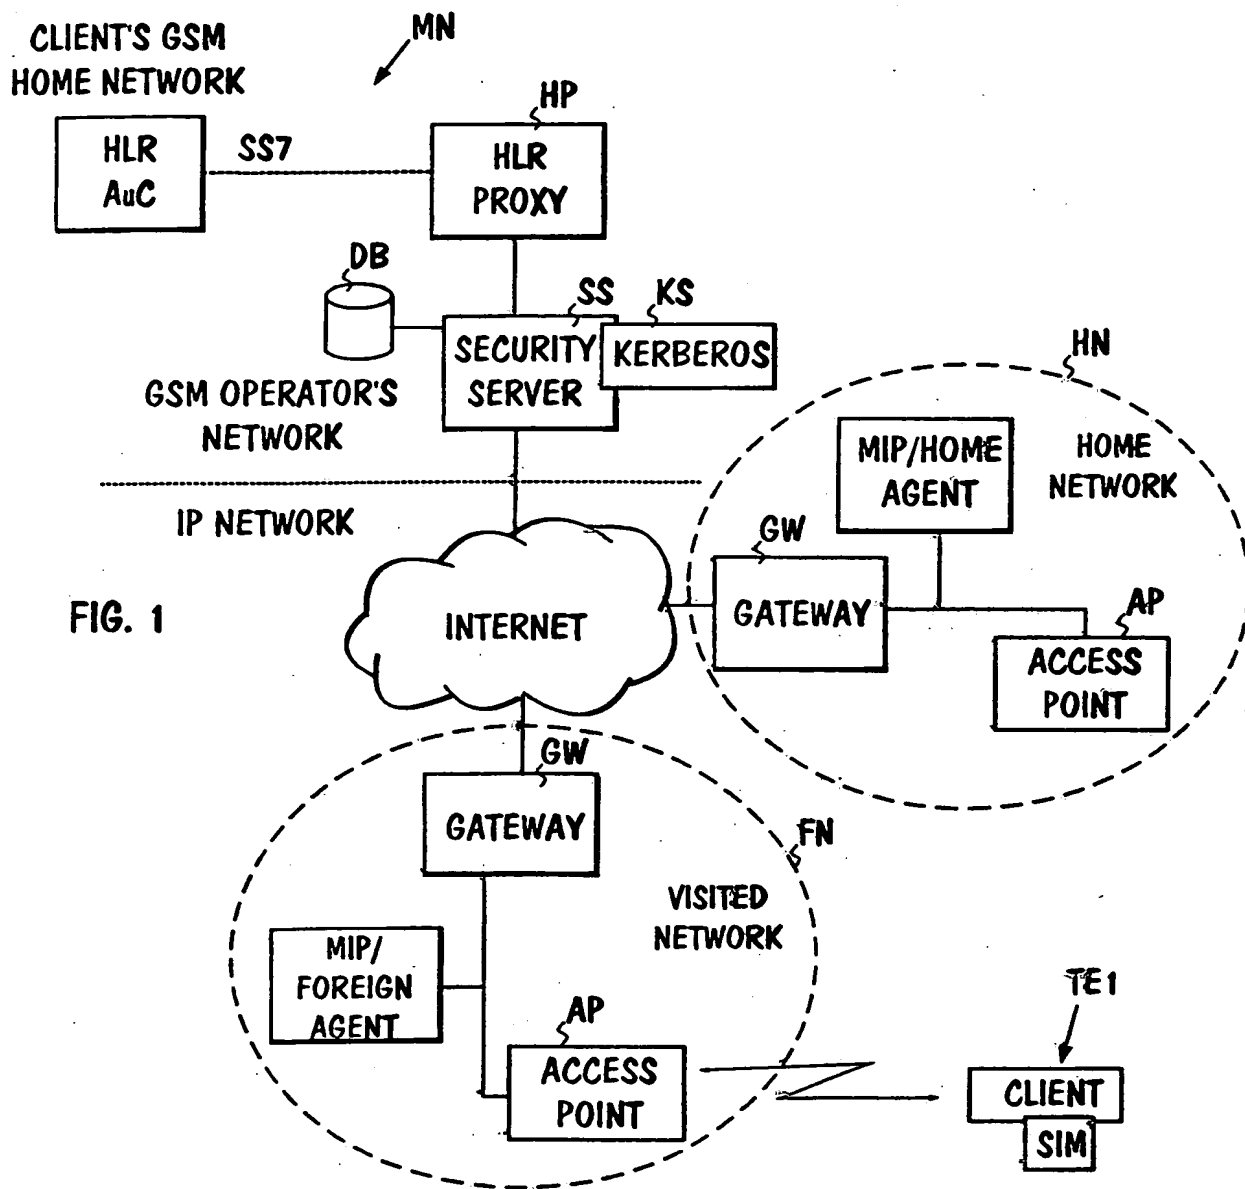 CLIENT'S GSM
HOME NETWORK
MN
HLR
AuC
SS7
HP
HLR
PROXY
DB
SS
KS
SECURITY
SERVER
KERBEROS
GSM OPERATOR'S
NETWORK
IP NETWORK
HN
MIP/HOME
AGENT
HOME
NETWORK
GW
GATEWAY
AP
ACCESS
POINT
INTERNET
FIG. 1
GW
GATEWAY
FN
VISITED
NETWORK
MIP/
FOREIGN
AGENT
AP
ACCESS
POINT
TE1
CLIENT
SIM